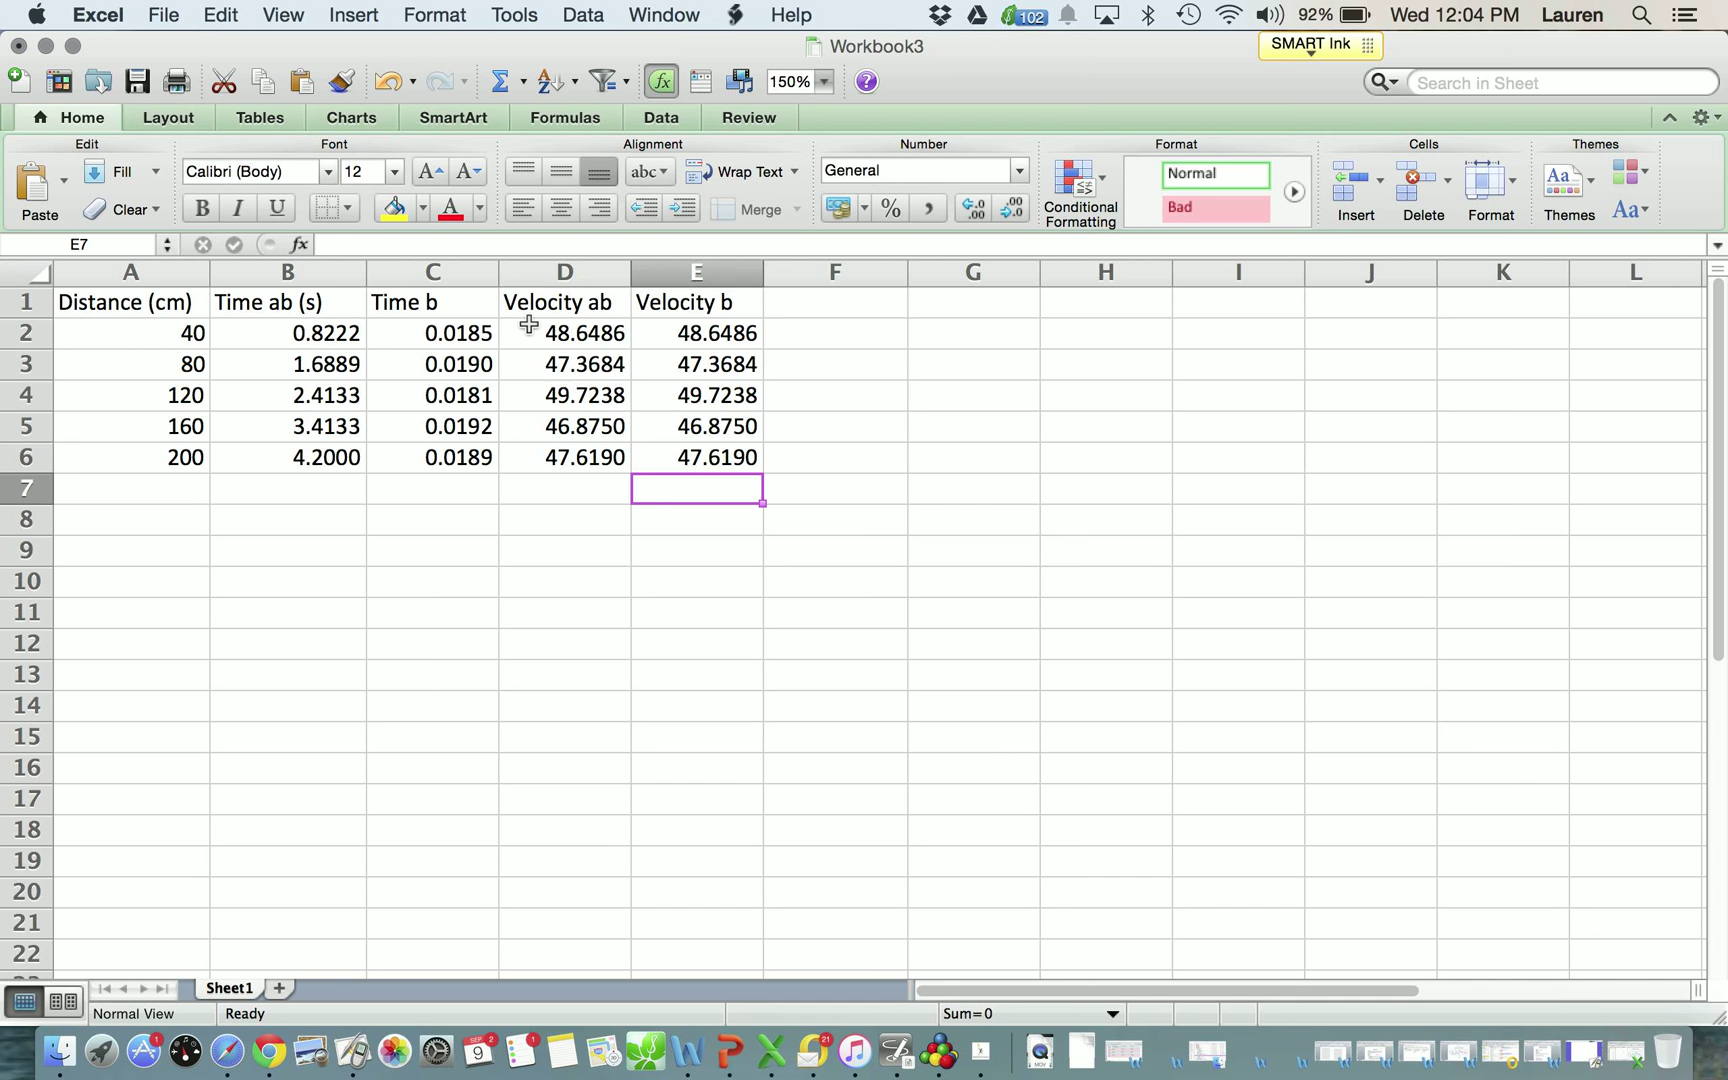 Excel File Edit View Insert Format Tools Data Window Help 102 92% Wed 12:04 PM Lauren
Workbook3
SMART Ink
150% Search in Sheet
Home Layout Tables Charts SmartArt Formulas Data Review
Edit Font Alignment Number Format Cells Themes
Fill Calibri (Body) 12 A A abc Wrap Text General Normal
Paste Clear B I U A Merge % , .0 .00 .00 .0 Conditional Formatting Bad Insert Delete Format Aa Themes Aa
E7 fx
A B C D E F G H I J K L
1 Distance (cm) Time ab (s) Time b Velocity ab Velocity b
2 40 0.8222 0.0185 48.6486 48.6486
3 80 1.6889 0.0190 47.3684 47.3684
4 120 2.4133 0.0181 49.7238 49.7238
5 160 3.4133 0.0192 46.8750 46.8750
6 200 4.2000 0.0189 47.6190 47.6190
7
8
9
10
11
12
13
14
15
16
17
18
19
20
21
22
Sheet1
Normal View Ready Sum=0